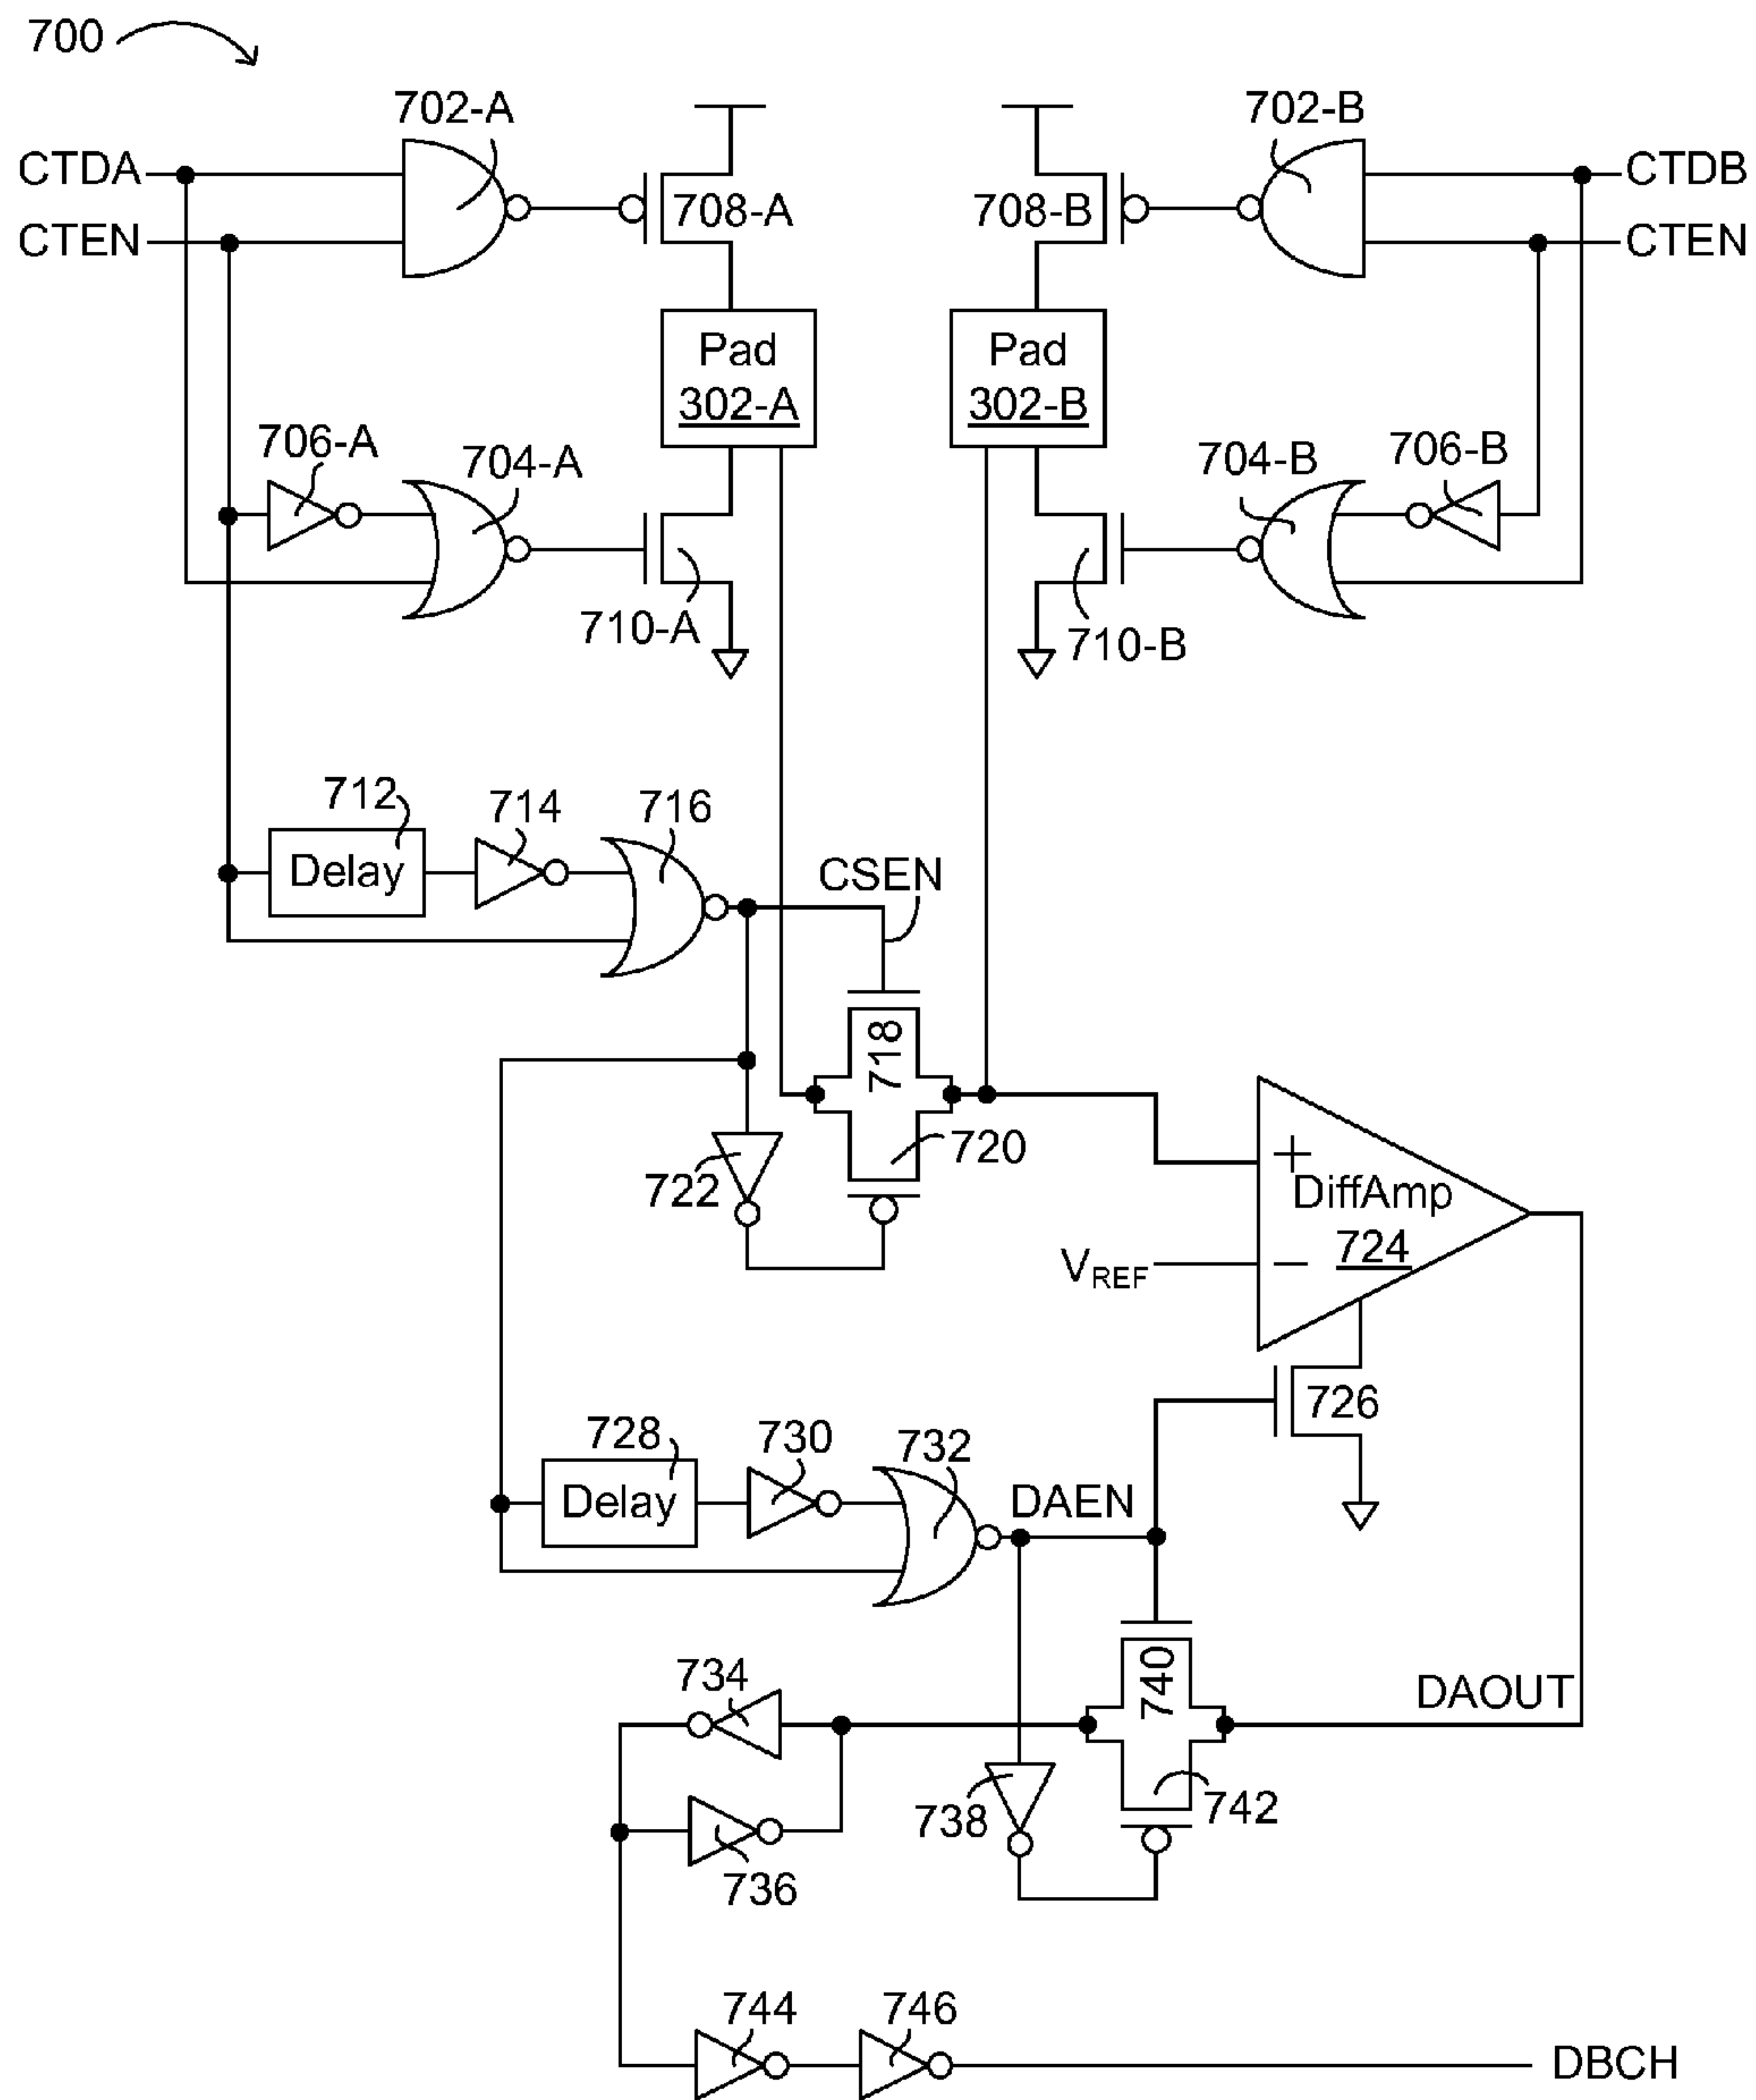 700
702-A
702-B
CTDA
CTDB
CTEN
CTEN
708-A
708-B
Pad
302-A
Pad
302-B
706-A
704-A
704-B
706-B
710-A
710-B
712
714
716
Delay
CSEN
718
720
722
+
DiffAmp
724
VREF
−
726
728
730
732
Delay
DAEN
734
740
DAOUT
736
738
742
744
746
DBCH